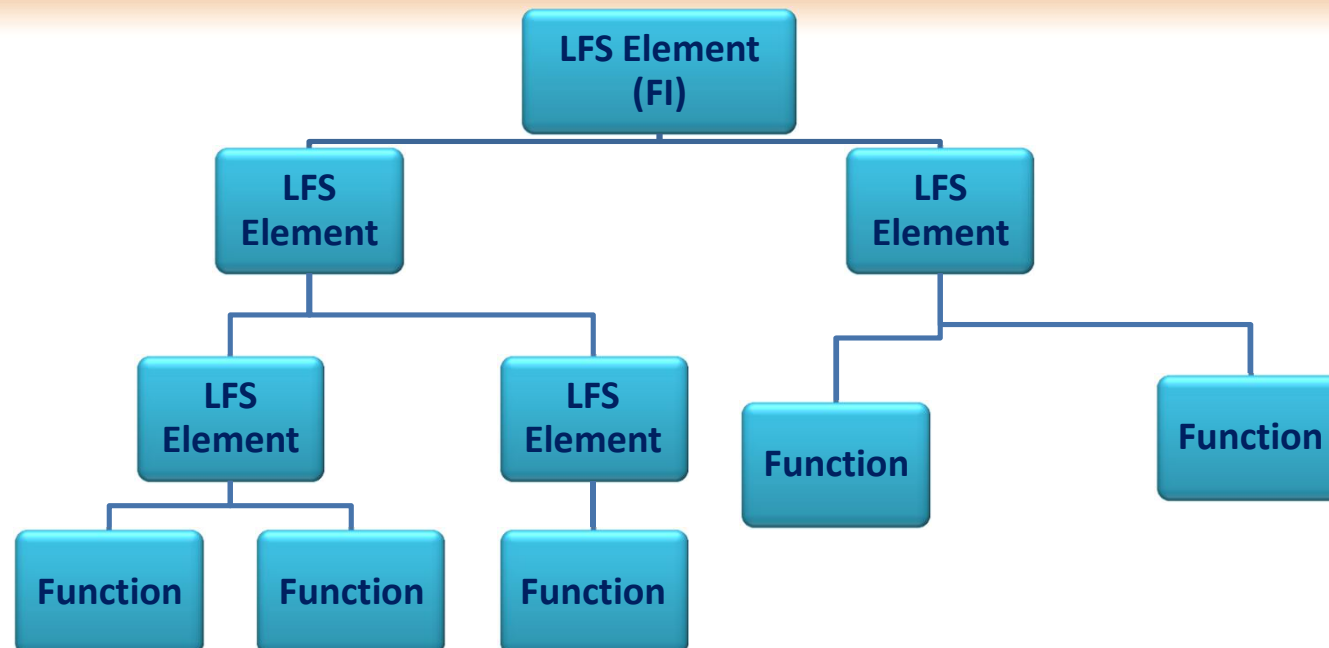 LFS Element
(FI)
LFS
Element
LFS
Element
LFS
Element
LFS
Element
Function
Function
Function
Function
Function